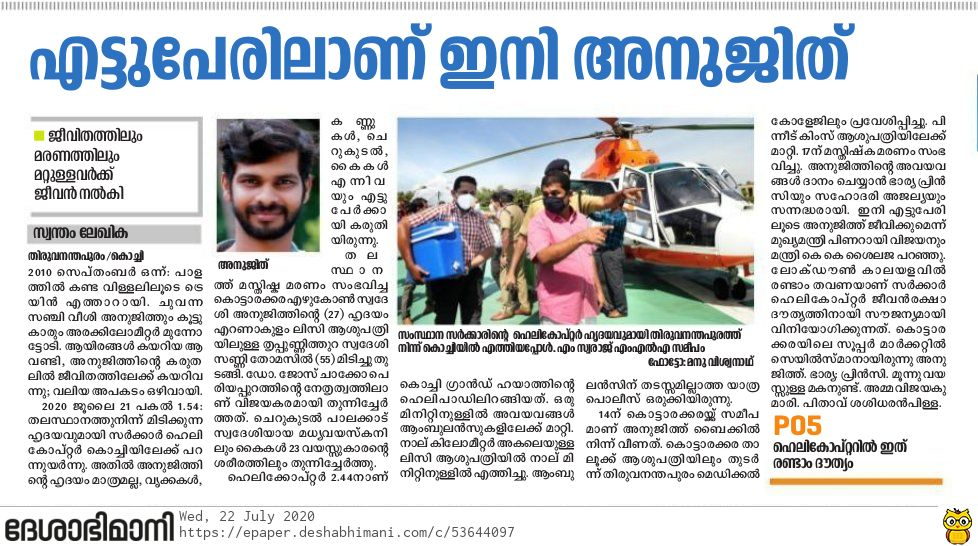 എട്ടുപേരിലാണ് ഇനി അനുജിത്
ജീവിതത്തിലും
മരണത്തിലും
മറ്റുള്ളവർക്ക്
ജീവൻ നൽകി
സ്വന്തം ലേഖിക
തിരുവനന്തപുരം/കൊച്ചി
2010 സെപ്തംബർ ഒന്ന്: പാള
ത്തിൽ കണ്ട വിള്ളലിലൂടെ ട്രെ
യിൻ എത്താറായി. ചുവന്ന
സഞ്ചി വീശി അനുജിത്തും കൂട്ടു
കാരും അരക്കിലോമീറ്റർ മുന്നോ
ട്ടോടി. ആയിരങ്ങൾ കയറിയ ആ
വണ്ടി, അനുജിത്തിന്റെ കരുത
ലിൽ ജീവിതത്തിലേക്ക് കയറിവ
ന്നു; വലിയ അപകടം ഒഴിവായി.
2020 ജൂലൈ 21 പകൽ 1.54:
തലസ്ഥാനത്തുനിന്ന് മിടിക്കുന്ന
ഹൃദയവുമായി സർക്കാർ ഹെലി
കോപ്റ്റർ കൊച്ചിയിലേക്ക് പറ
ന്നുയർന്നു. അതിൽ അനുജിത്തി
ന്റെ ഹൃദയം മാത്രമല്ല, വൃക്കകൾ,
അനുജിത്
ക ണ്ണു
കൾ, ചെ
റുകുടൽ,
കൈകൾ
എന്നിവ
യും എട്ടു
പേർക്കാ
യി കരുതി
യിരുന്നു.
ത ല
സ്ഥാന
ത്ത് മസ്തിഷ്ക മരണം സംഭവിച്ച
കൊട്ടാരക്കര എഴുകോൺ സ്വദേ
ശി അനുജിത്തിന്റെ (27) ഹൃദയം
എറണാകുളം ലിസി ആശുപത്രി
യിലുള്ള തൃപ്പൂണിത്തുറ സ്വദേശി
സണ്ണി തോമസിൽ (55) മിടിച്ചുതു
ടങ്ങി. ഡോ. ജോസ് ചാക്കോ പെ
രിയപ്പുറത്തിന്റെ നേതൃത്വത്തിലാ
ണ് വിജയകരമായി തുന്നിച്ചേർ
ത്തത്. ചെറുകുടൽ പാലക്കാട്
സ്വദേശിയായ മധ്യവയസ്കനി
ലും കൈകൾ 23 വയസ്സുകാരന്റെ
ശരീരത്തിലും തുന്നിച്ചേർത്തു.
ഹെലിക്കോപ്റ്റർ 2.44നാണ്
സംസ്ഥാന സർക്കാരിന്റെ ഹെലികോപ്റ്റർ ഹൃദയവുമായി തിരുവനന്തപുരത്ത്
നിന്ന് കൊച്ചിയിൽ എത്തിയപ്പോൾ. എം സ്വരാജ് എംഎൽഎ സമീപം
ഫോട്ടോ: മനു വിശ്വനാഥ്
കൊച്ചി ഗ്രാൻഡ് ഹയാത്തിന്റെ
ഹെലിപാഡിലിറങ്ങിയത്. ഒരു
മിനിറ്റിനുള്ളിൽ അവയവങ്ങൾ
ആംബുലൻസുകളിലേക്ക് മാറ്റി.
നാല് കിലോമീറ്റർ അകലെയുള്ള
ലിസി ആശുപത്രിയിൽ നാല് മി
നിറ്റിനുള്ളിൽ എത്തിച്ചു. ആംബു
ലൻസിന് തടസ്സമില്ലാത്ത യാത്ര
പൊലീസ് ഒരുക്കിയിരുന്നു.
14ന് കൊട്ടാരക്കരയ്ക്ക് സമീപ
മാണ് അനുജിത് ബൈക്കിൽ
നിന്ന് വീണത്. കൊട്ടാരക്കര താ
ലൂക്ക് ആശുപത്രിയിലും തുടർ
ന്ന് തിരുവനന്തപുരം മെഡിക്കൽ
കോളേജിലും പ്രവേശിപ്പിച്ചു. പി
ന്നീട് കിംസ് ആശുപത്രിയിലേക്ക്
മാറ്റി. 17ന് മസ്തിഷ്കമരണം സംഭ
വിച്ചു. അനുജിത്തിന്റെ അവയവ
ങ്ങൾ ദാനം ചെയ്യാൻ ഭാര്യ പ്രിൻ
സിയും സഹോദരി അജല്യയും
സന്നദ്ധരായി. ഇനി എട്ടുപേരി
ലൂടെ അനുജിത്ത് ജീവിക്കുമെന്ന്
മുഖ്യമന്ത്രി പിണറായി വിജയനും
മന്ത്രി കെ കെ ശൈലജ പറഞ്ഞു.
ലോക്ഡൗൺ കാലയളവിൽ
രണ്ടാം തവണയാണ് സർക്കാർ
ഹെലികോപ്റ്റർ ജീവൻരക്ഷാ
ദൗത്യത്തിനായി സൗജന്യമായി
വിനിയോഗിക്കുന്നത്. കൊട്ടാര
ക്കരയിലെ സൂപ്പർ മാർക്കറ്റിൽ
സെയിൽസ്മാനായിരുന്നു അനു
ജിത്ത്. ഭാര്യ: പ്രിൻസി. മൂന്നു വയ
സ്സുള്ള മകനുണ്ട്. അമ്മ വിജയകു
മാരി. പിതാവ് ശശിധരൻപിള്ള.
P05
ഹെലികോപ്റ്ററിൽ ഇത്
രണ്ടാം ദൗത്യം
ദേശാഭിമാനി
Wed, 22 July 2020
https://epaper.deshabhimani.com/c/53644097